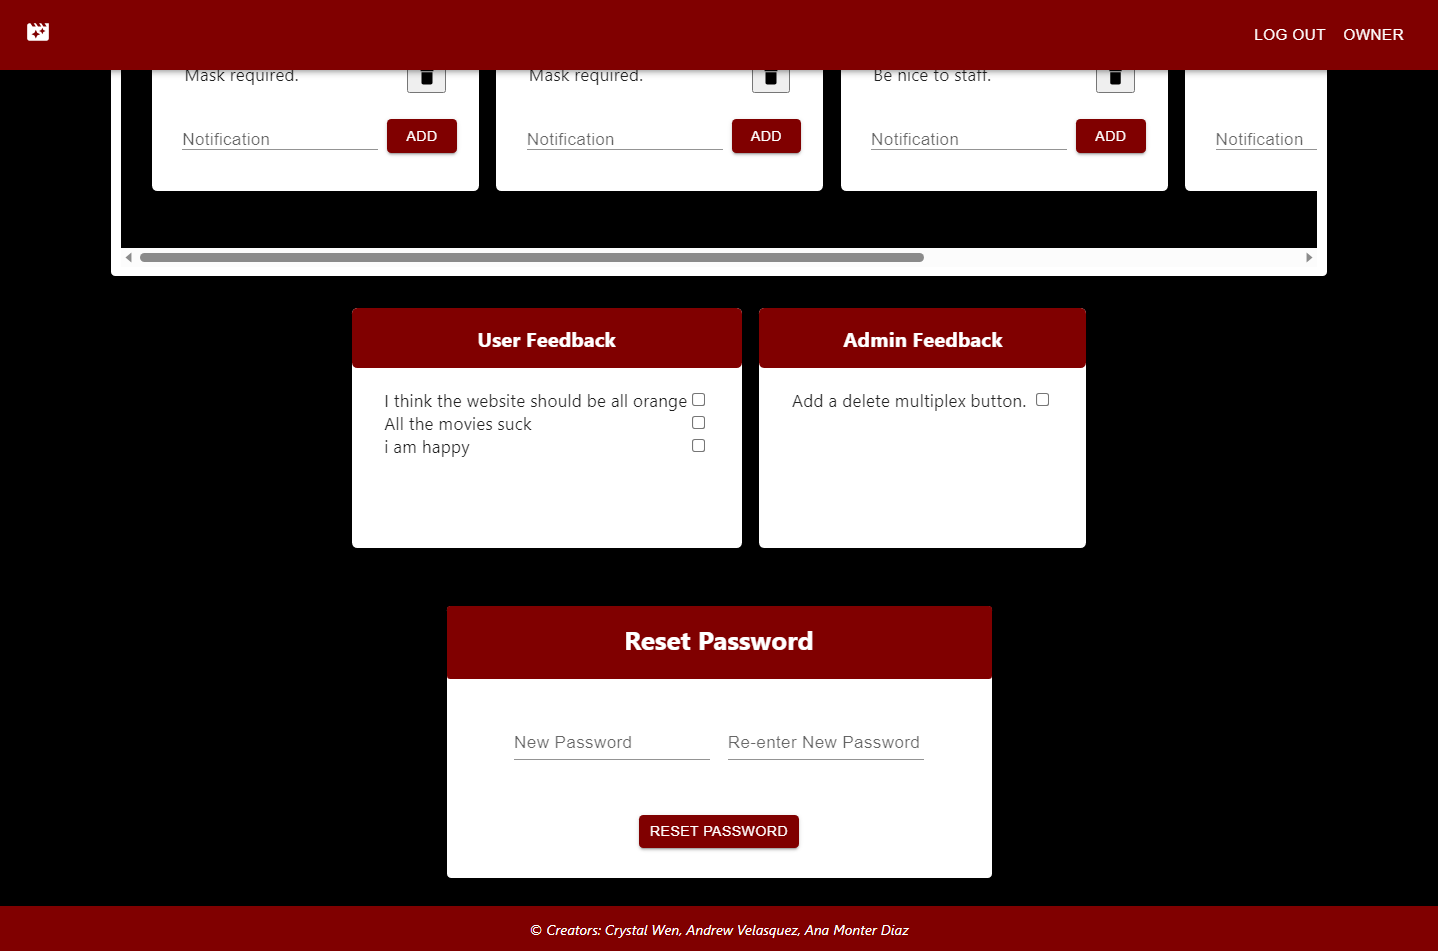 LOG OUT OWNER
Mask required. Mask required. Be nice to staff.
Notification ADD Notification ADD Notification ADD Notification
User Feedback Admin Feedback
I think the website should be all orange Add a delete multiplex button.
All the movies suck
i am happy
Reset Password
New Password Re-enter New Password
RESET PASSWORD
© Creators: Crystal Wen, Andrew Velasquez, Ana Monter Diaz